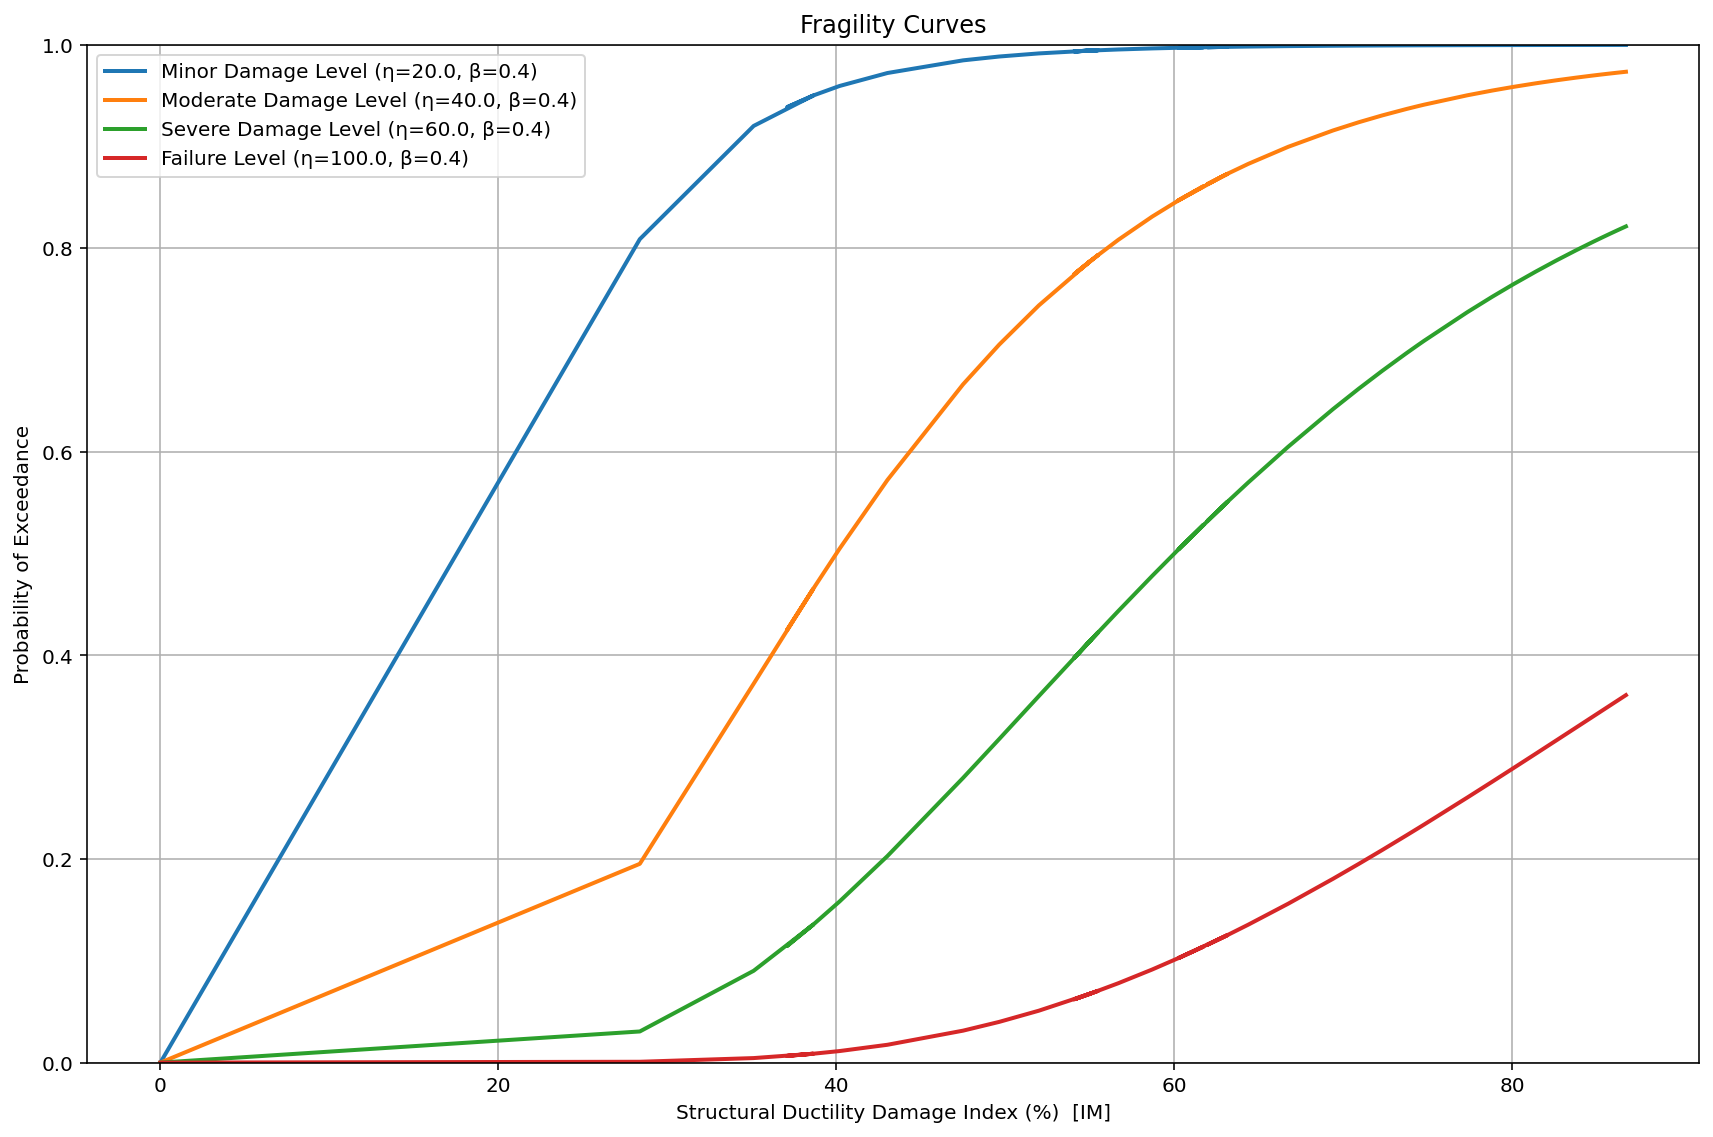 Fragility Curves
Minor Damage Level (η=20.0, β=0.4)
Moderate Damage Level (η=40.0, β=0.4)
Severe Damage Level (η=60.0, β=0.4)
Failure Level (η=100.0, β=0.4)
1.0
0.8
0.6
0.4
0.2
0.0
Probability of Exceedance
0 20 40 60 80
Structural Ductility Damage Index (%)  [IM]